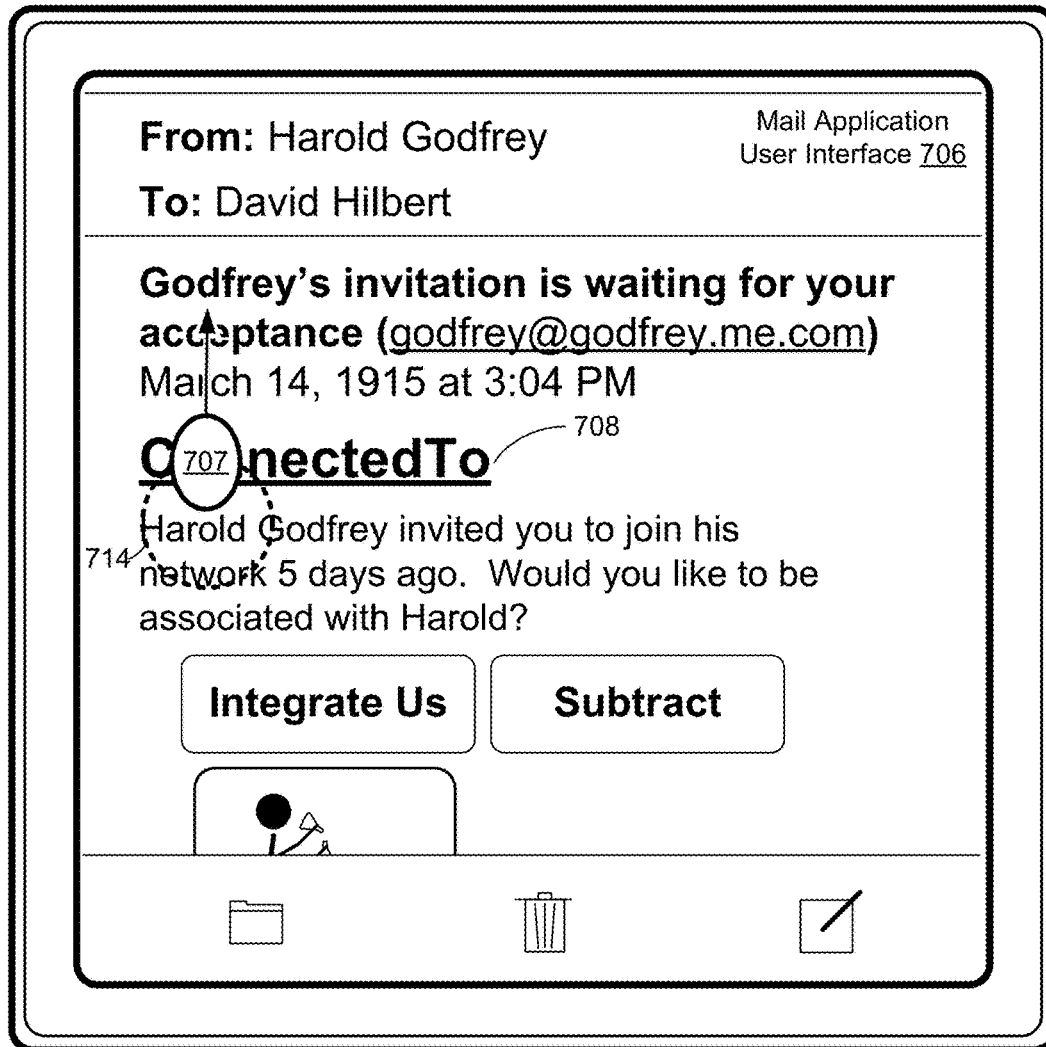 From: Harold Godfrey
Mail Application
User Interface 706
To: David Hilbert
Godfrey's invitation is waiting for your
acceptance (godfrey@godfrey.me.com)
March 14, 1915 at 3:04 PM
708
C nnectedTo
707
Harold Godfrey invited you to join his
714
network 5 days ago. Would you like to be
associated with Harold?
Integrate Us
Subtract